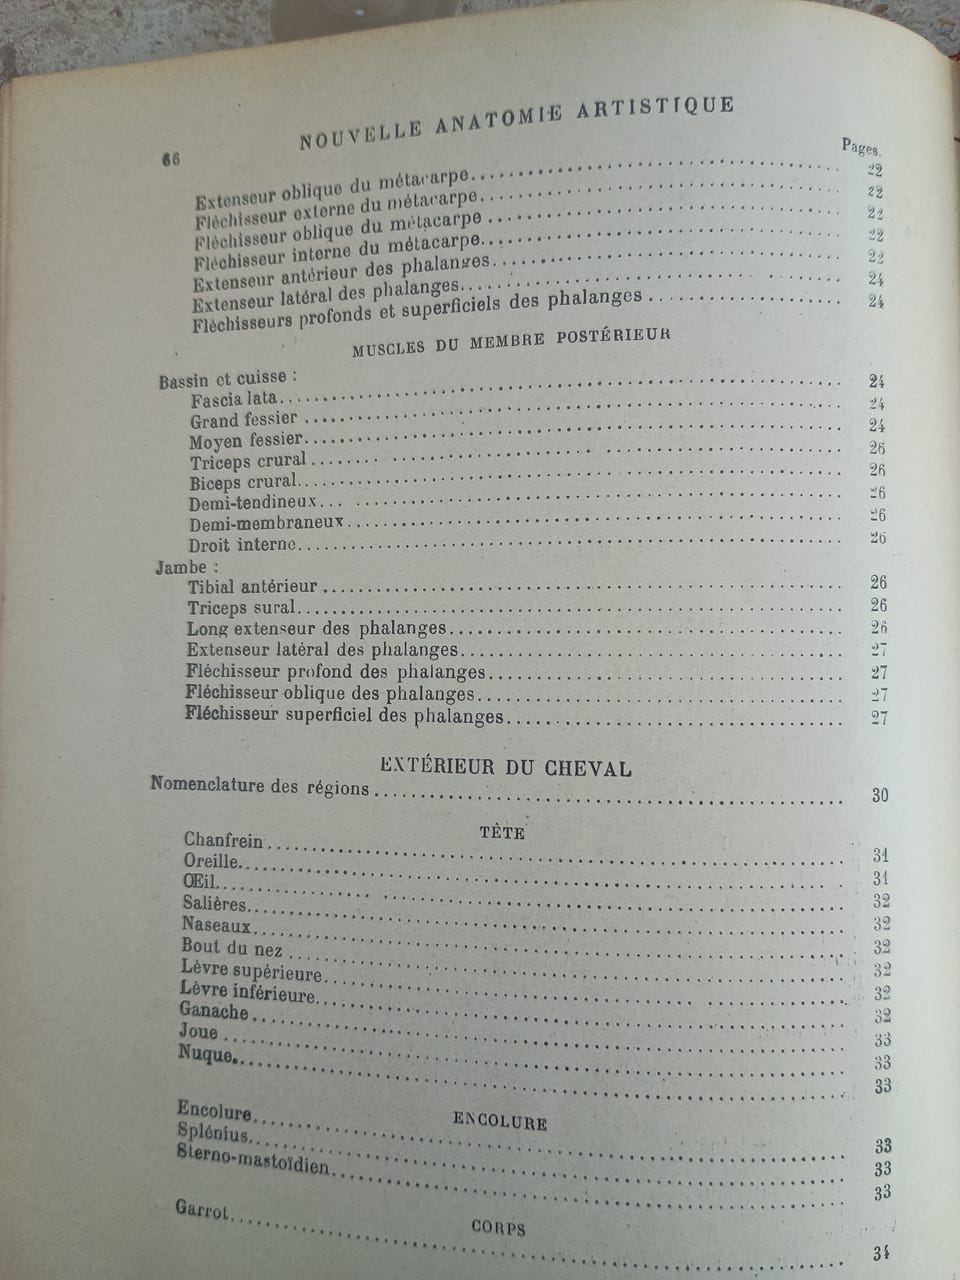 66 NOUVELLE ANATOMIE ARTISTIQUE
Pages.
Extenseur oblique du métacarpe.......... 22
Fléchisseur externe du métacarpe.......... 22
Fléchisseur oblique du métacarpe.......... 22
Fléchisseur interne du métacarpe.......... 22
Extenseur antérieur des phalanges.......... 22
Extenseur latéral des phalanges.......... 24
Fléchisseurs profonds et superficiels des phalanges.......... 24
MUSCLES DU MEMBRE POSTÉRIEUR
Bassin et cuisse :
Fascia lata.......... 24
Grand fessier.......... 24
Moyen fessier.......... 24
Triceps crural.......... 26
Biceps crural.......... 26
Demi-tendineux.......... 26
Demi-membraneux.......... 26
Droit interne.......... 26
Jambe :
Tibial antérieur.......... 26
Triceps sural.......... 26
Long extenseur des phalanges.......... 26
Extenseur latéral des phalanges.......... 27
Fléchisseur profond des phalanges.......... 27
Fléchisseur oblique des phalanges.......... 27
Fléchisseur superficiel des phalanges.......... 27
EXTÉRIEUR DU CHEVAL
Nomenclature des régions.......... 30
TÊTE
Chanfrein.......... 31
Oreille.......... 31
Œil.......... 32
Salières.......... 32
Naseaux.......... 32
Bout du nez.......... 32
Lèvre supérieure.......... 32
Lèvre inférieure.......... 32
Ganache.......... 33
Joue.......... 33
Nuque.......... 33
ENCOLURE
Encolure.......... 33
Splénius.......... 33
Sterno-mastoïdien.......... 33
CORPS
Garrot.......... 34